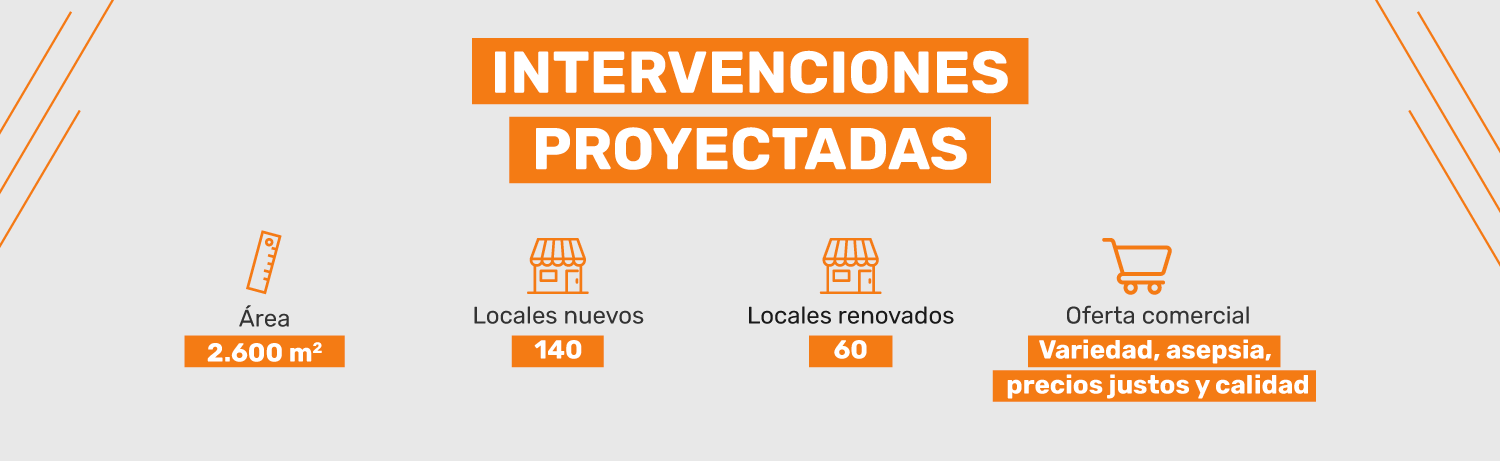 INTERVENCIONES
PROYECTADAS
Área
2.600 m²
Locales nuevos
140
Locales renovados
60
Oferta comercial
Variedad, asepsia,
precios justos y calidad